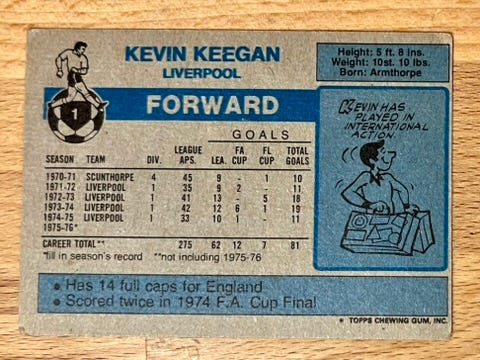 KEVIN KEEGAN
LIVERPOOL
Height: 5 ft. 8 Ins.
Weight: 10st. 10 lbs.
Born: Armthorpe
1
FORWARD
GOALS
LEAGUE FA FL TOTAL
SEASON TEAM DIV. APS. LEA. CUP CUP GOALS
1970-71 SCUNTHORPE 4 45 9 - 1 10
1971-72 LIVERPOOL 1 35 9 2 - 11
1972-73 LIVERPOOL 1 41 13 - 5 18
1973-74 LIVERPOOL 1 42 12 6 1 19
1974-75 LIVERPOOL 1 33 10 1 - 11
1975-76*
CAREER TOTAL** 275 62 12 7 81
*fill in season's record **not including 1975-76
KEVIN HAS
PLAYED IN
INTERNATIONAL
ACTION.
• Has 14 full caps for England
• Scored twice in 1974 F.A. Cup Final
* TOPPS CHEWING GUM, INC.